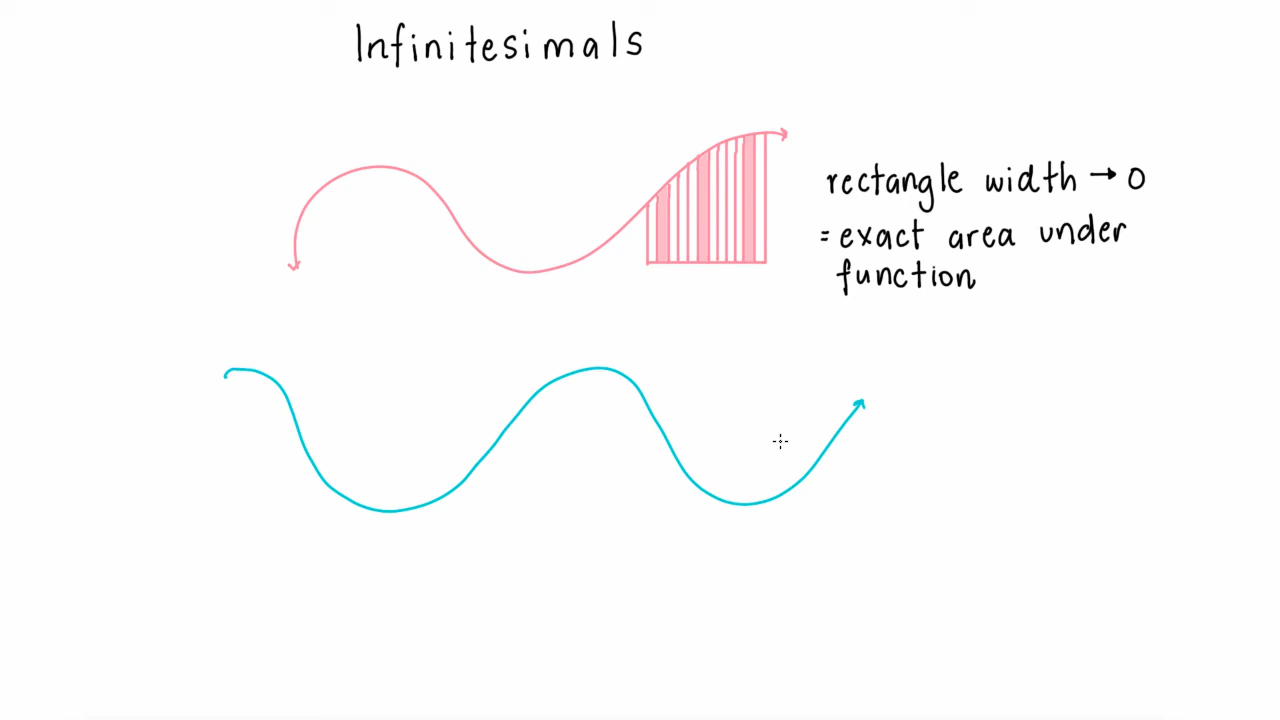 Infinitesimals
rectangle width → 0
= exact area under
function